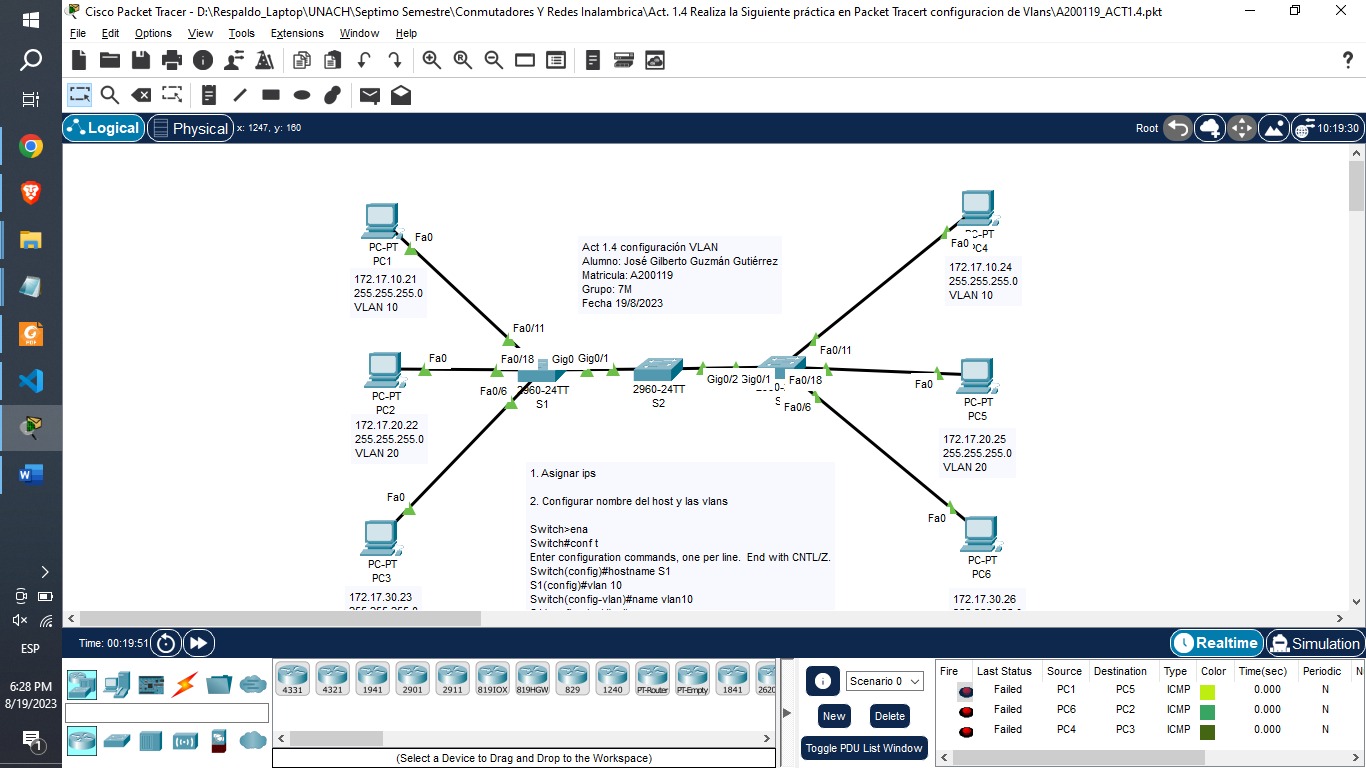 Cisco Packet Tracer - D:\Respaldo_Laptop\UNACH\Septimo Semestre\Conmutadores Y Redes Inalambrica\Act. 1.4 Realiza la Siguiente práctica en Packet Tracert configuracion de Vlans\A200119_ACT1.4.pkt
File Edit Options View Tools Extensions Window Help
Logical Physical x: 1247, y: 160 Root 10:19:30
PC-PT
PC1
Fa0
172.17.10.21
255.255.255.0
VLAN 10
Act 1.4 configuración VLAN
Alumno: José Gilberto Guzmán Gutiérrez
Matricula: A200119
Grupo: 7M
Fecha 19/8/2023
Fa0
PC4
172.17.10.24
255.255.255.0
VLAN 10
Fa0/11
Fa0/18
Fa0/6
Gig0
Gig0/1
2960-24TT
S1
2960-24TT
S2
Gig0/2
Gig0/1
Fa0/11
Fa0/18
Fa0/6
Fa0
PC-PT
PC2
172.17.20.22
255.255.255.0
VLAN 20
Fa0
PC-PT
PC5
172.17.20.25
255.255.255.0
VLAN 20
Fa0
PC-PT
PC3
172.17.30.23
1. Asignar ips
2. Configurar nombre del host y las vlans
Switch>ena
Switch#conf t
Enter configuration commands, one per line. End with CNTL/Z.
Switch(config)#hostname S1
S1(config)#vlan 10
Switch(config-vlan)#name vlan10
Fa0
PC-PT
PC6
172.17.30.26
Time: 00:19:51
Realtime Simulation
4331 4321 1941 2901 2911 819IOX 819HGW 829 1240 PT-Router PT-Empty 1841 2620
(Select a Device to Drag and Drop to the Workspace)
Scenario 0
New Delete
Toggle PDU List Window
Fire Last Status Source Destination Type Color Time(sec) Periodic N
Failed PC1 PC5 ICMP 0.000 N
Failed PC6 PC2 ICMP 0.000 N
Failed PC4 PC3 ICMP 0.000 N
ESP
6:28 PM
8/19/2023
1